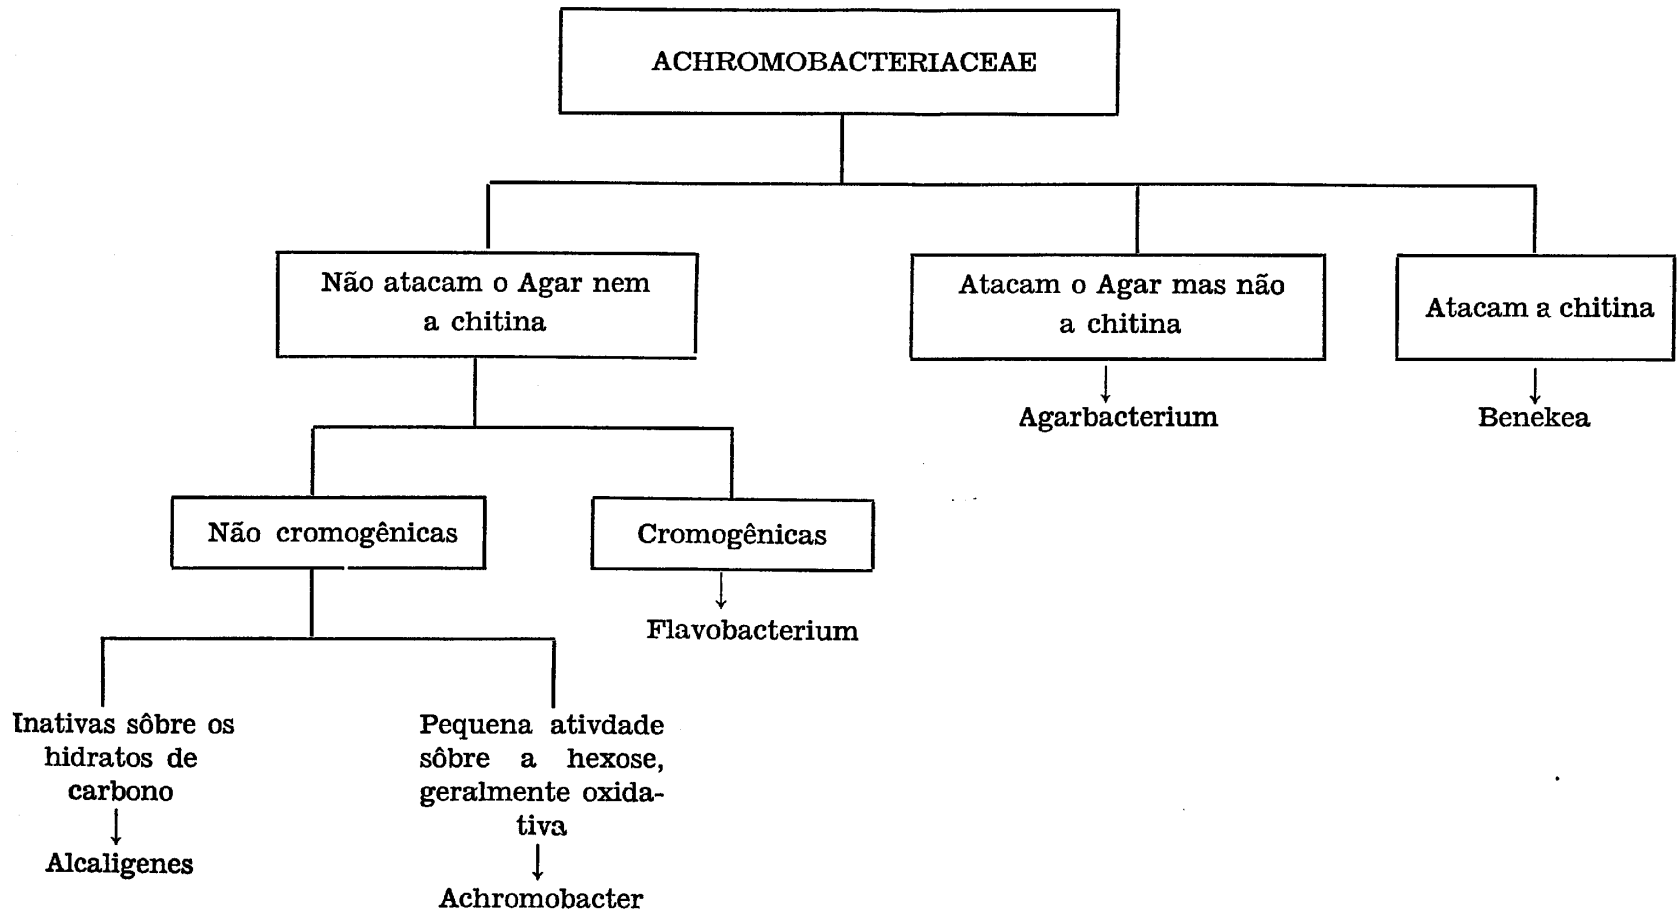 ACHROMOBACTERIACEAE
Não atacam o Agar nem
a chitina
Atacam o Agar mas não
a chitina
Atacam a chitina
Agarbacterium
Benekea
Não cromogênicas
Cromogênicas
Flavobacterium
Inativas sôbre os
hidratos de
carbono
Alcaligenes
Pequena ativdade
sôbre a hexose,
geralmente oxida-
tiva
Achromobacter